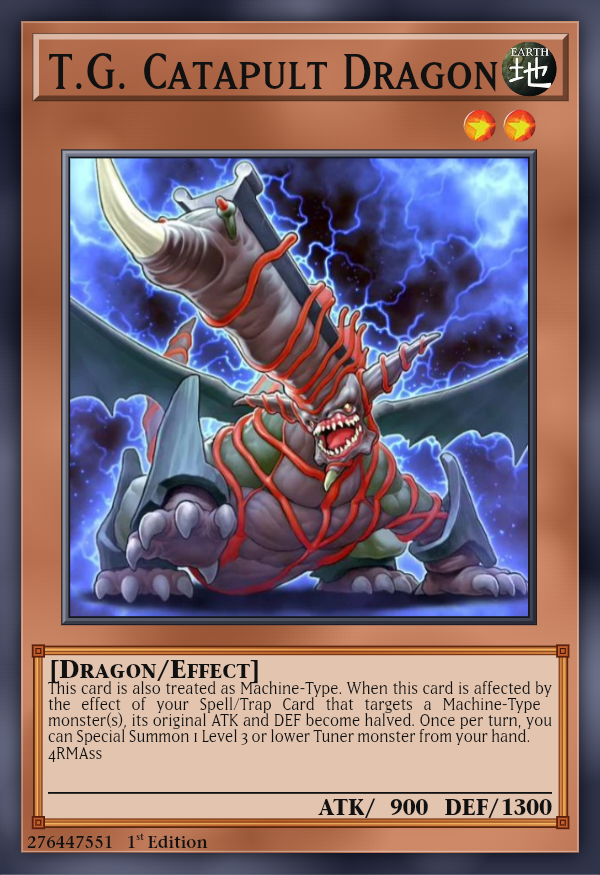 T.G. Catapult Dragon
EARTH
地
[Dragon/Effect]
This card is also treated as Machine-Type. When this card is affected by
the effect of your Spell/Trap Card that targets a Machine-Type
monster(s), its original ATK and DEF become halved. Once per turn, you
can Special Summon 1 Level 3 or lower Tuner monster from your hand.
4RMAss
ATK/ 900 DEF/1300
276447551 1st Edition